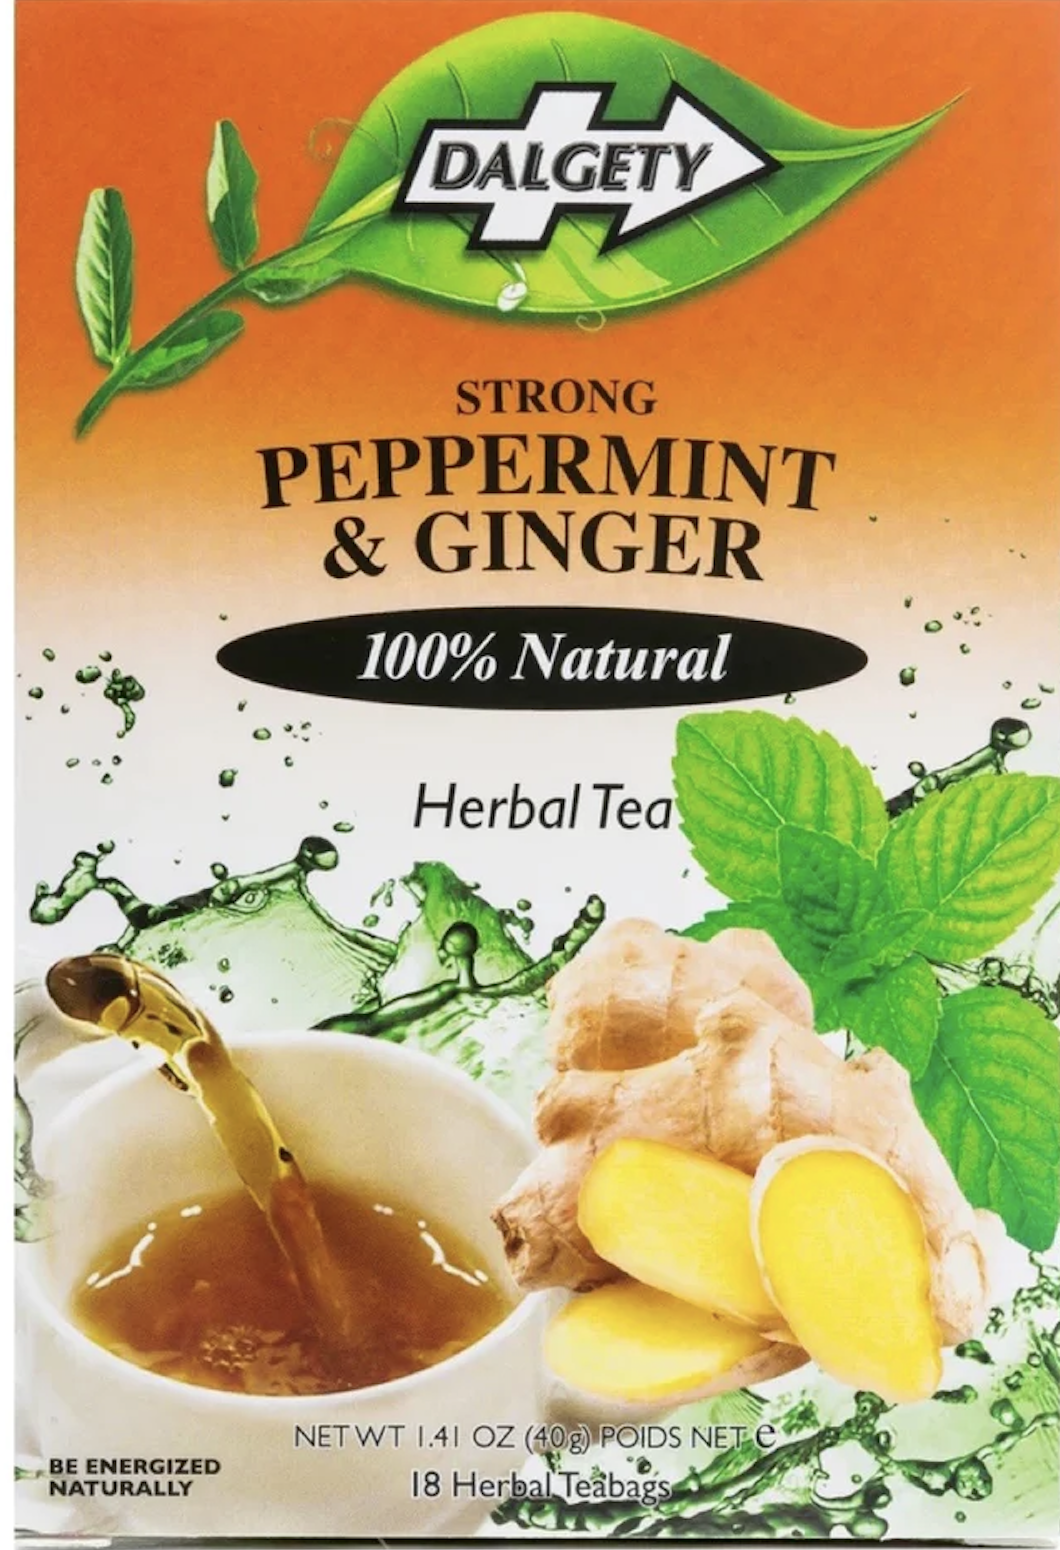 DALGETY
STRONG
PEPPERMINT
& GINGER
100% Natural
Herbal Tea
NET WT 1.41 OZ (40g) POIDS NET e
18 Herbal Teabags
BE ENERGIZED
NATURALLY